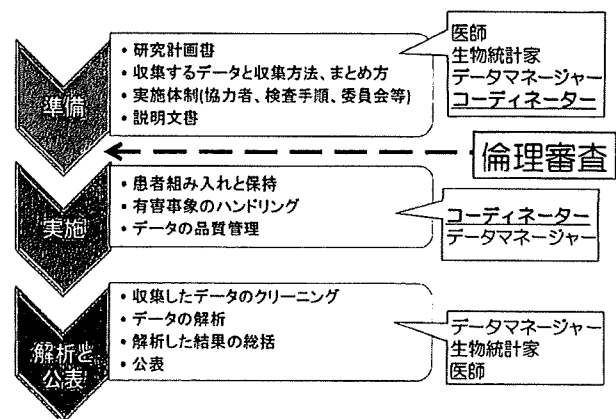 準備
・研究計画書
・収集するデータと収集方法、まとめ方
・実施体制(協力者、検査手順、委員会等)
・説明文書
医師
生物統計家
データマネージャー
コーディネーター
倫理審査
実施
・患者組み入れと保持
・有害事象のハンドリング
・データの品質管理
コーディネーター
データマネージャー
解析と
公表
・収集したデータのクリーニング
・データの解析
・解析した結果の総括
・公表
データマネージャー
生物統計家
医師